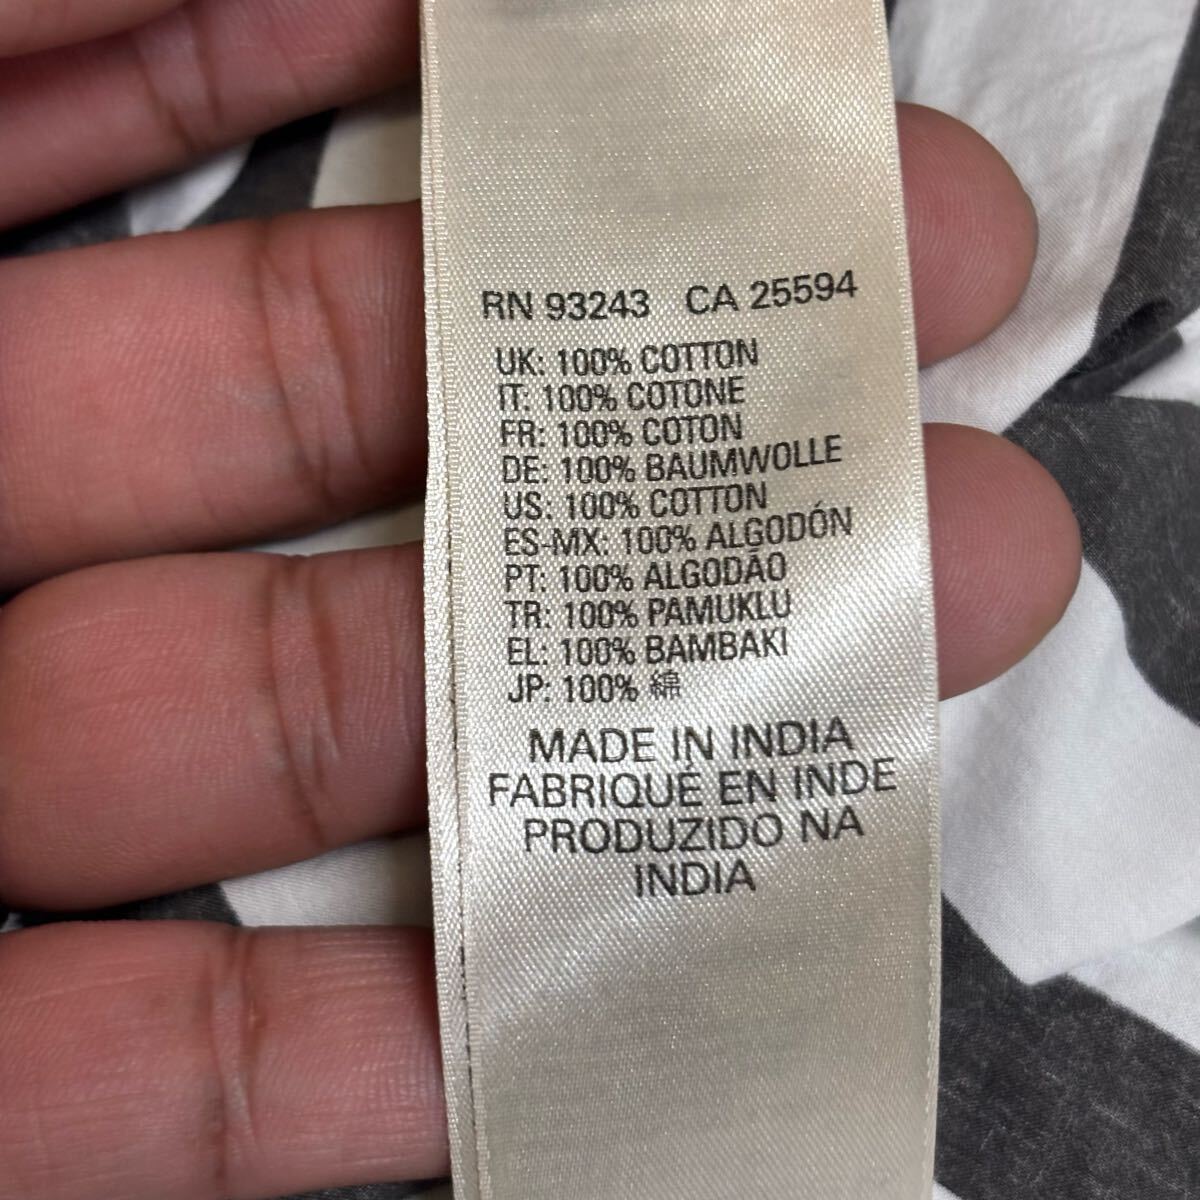 RN 93243 CA 25594
UK: 100% COTTON
IT: 100% COTONE
FR: 100% COTON
DE: 100% BAUMWOLLE
US: 100% COTTON
ES-MX: 100% ALGODÓN
PT: 100% ALGODÃO
TR: 100% PAMUKLU
EL: 100% BAMBAKI
JP: 100% 綿
MADE IN INDIA
FABRIQUÉ EN INDE
PRODUZIDO NA
INDIA